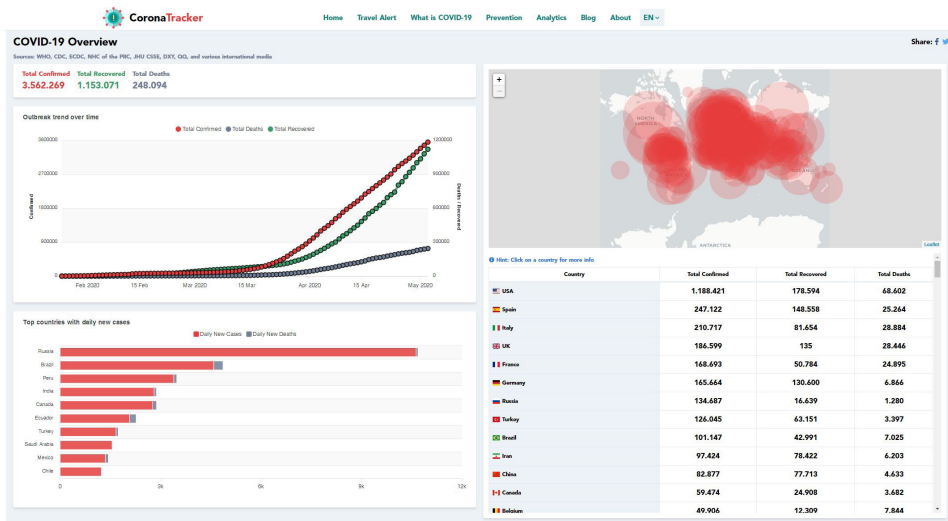 CoronaTracker
Home Travel Alert What is COVID-19 Prevention Analytics Blog About EN
COVID-19 Overview
Share:
Sources: WHO, CDC, ECDC, NHC of the PRC, JHU CSSE, DXY, QQ, and various international media
Total Confirmed Total Recovered Total Deaths
3.562.269 1.153.071 248.094
Outbreak trend over time
Total Confirmed Total Deaths Total Recovered
3600000 1200000
2700000 900000
1800000 600000
900000 300000
0 0
Confirmed
Deaths / Recovered
Feb 2020 15 Feb Mar 2020 15 Mar Apr 2020 15 Apr May 2020
Top countries with daily new cases
Daily New Cases Daily New Deaths
Russia
Brazil
Peru
India
Canada
Ecuador
Turkey
Saudi Arabia
Mexico
Chile
0 3k 6k 9k 12k
+
−
NORTH
AMERICA
OCEANIA
ANTARCTICA
Leaflet
Hint: Click on a country for more info
Country Total Confirmed Total Recovered Total Deaths
USA 1.188.421 178.594 68.602
Spain 247.122 148.558 25.264
Italy 210.717 81.654 28.884
UK 186.599 135 28.446
France 168.693 50.784 24.895
Germany 165.664 130.600 6.866
Russia 134.687 16.639 1.280
Turkey 126.045 63.151 3.397
Brazil 101.147 42.991 7.025
Iran 97.424 78.422 6.203
China 82.877 77.713 4.633
Canada 59.474 24.908 3.682
Belgium 49.906 12.309 7.844